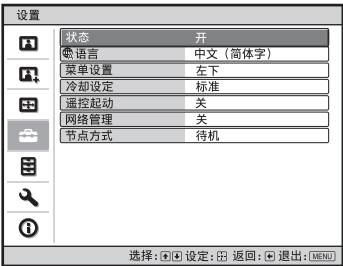 设置
状态 开
语言 中文（简体字）
菜单设置 左下
冷却设定 标准
遥控起动 关
网络管理 关
节点方式 待机
选择: 设定: 返回: 退出: MENU